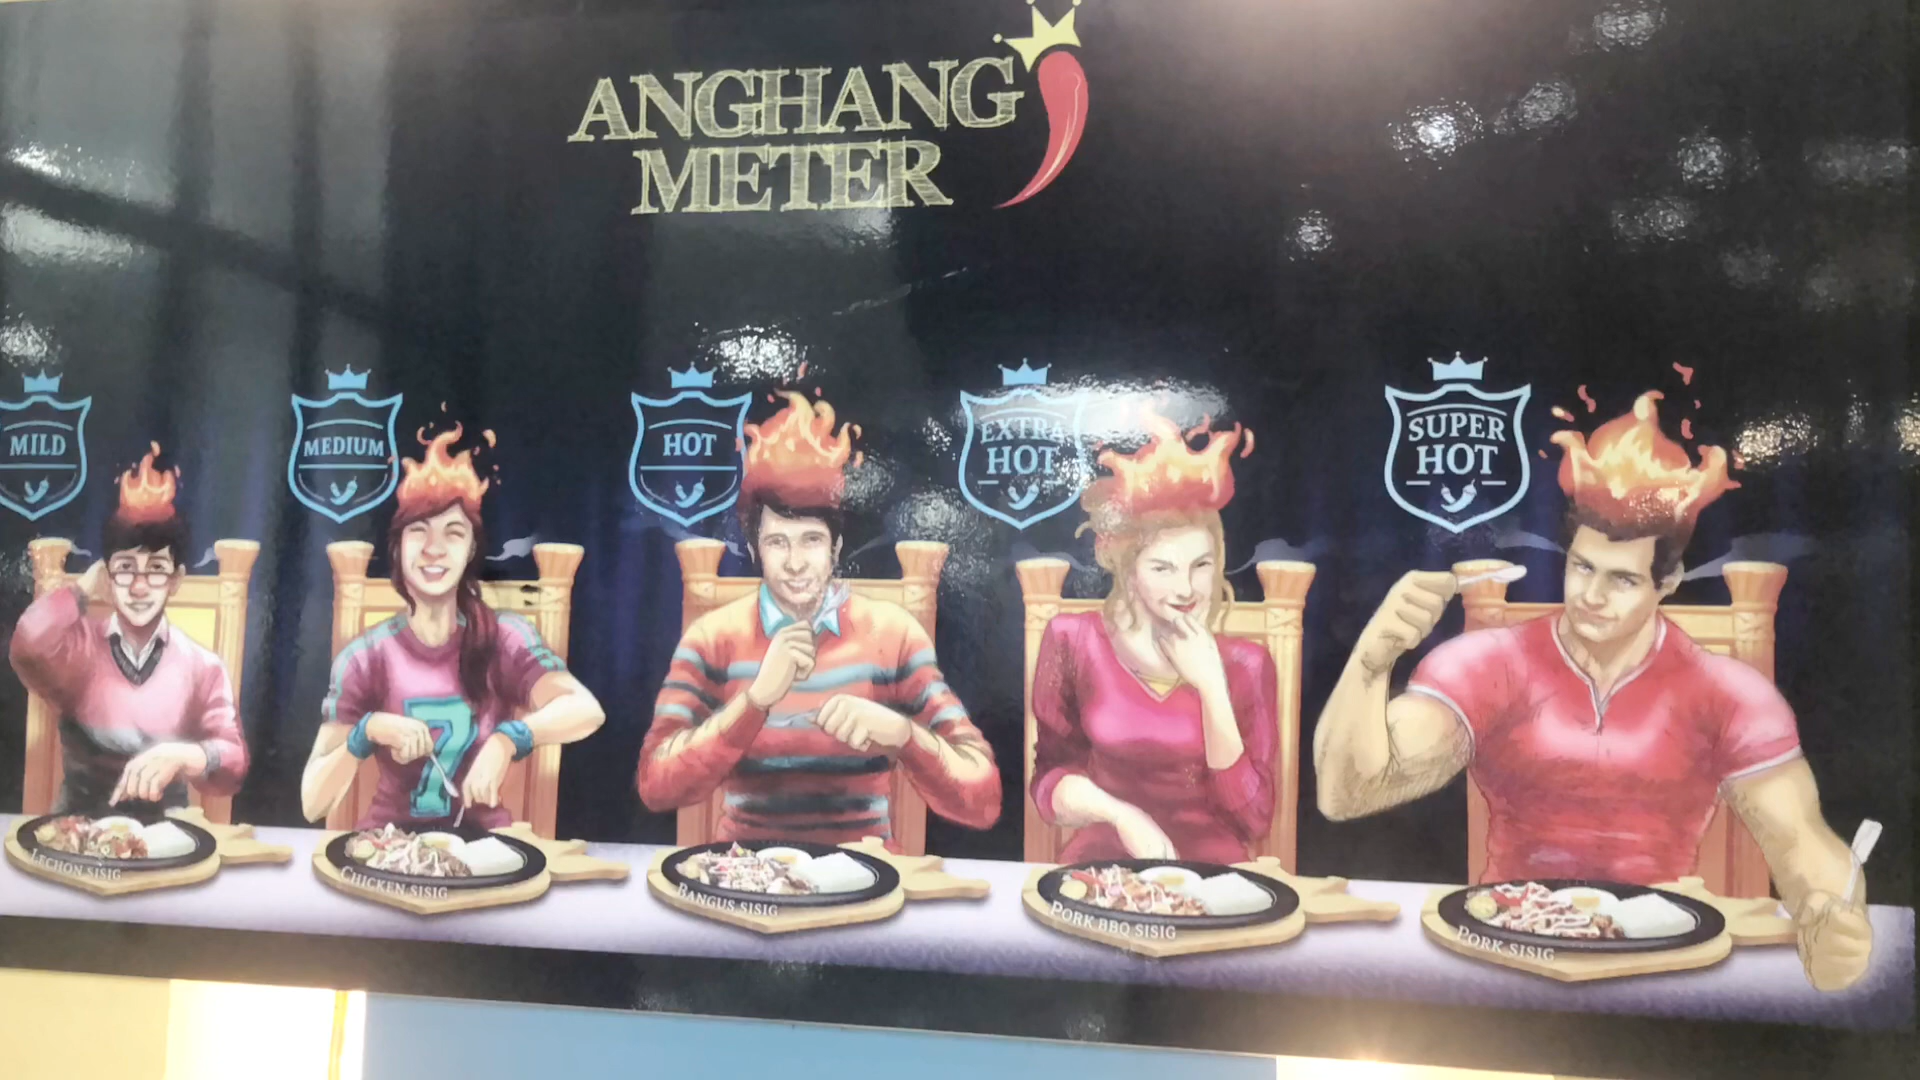 ANGHANG
METER
MILD
MEDIUM
HOT
EXTRA
HOT
SUPER
HOT
LECHON SISIG
CHICKEN SISIG
BANGUS SISIG
PORK BBQ SISIG
PORK SISIG
7